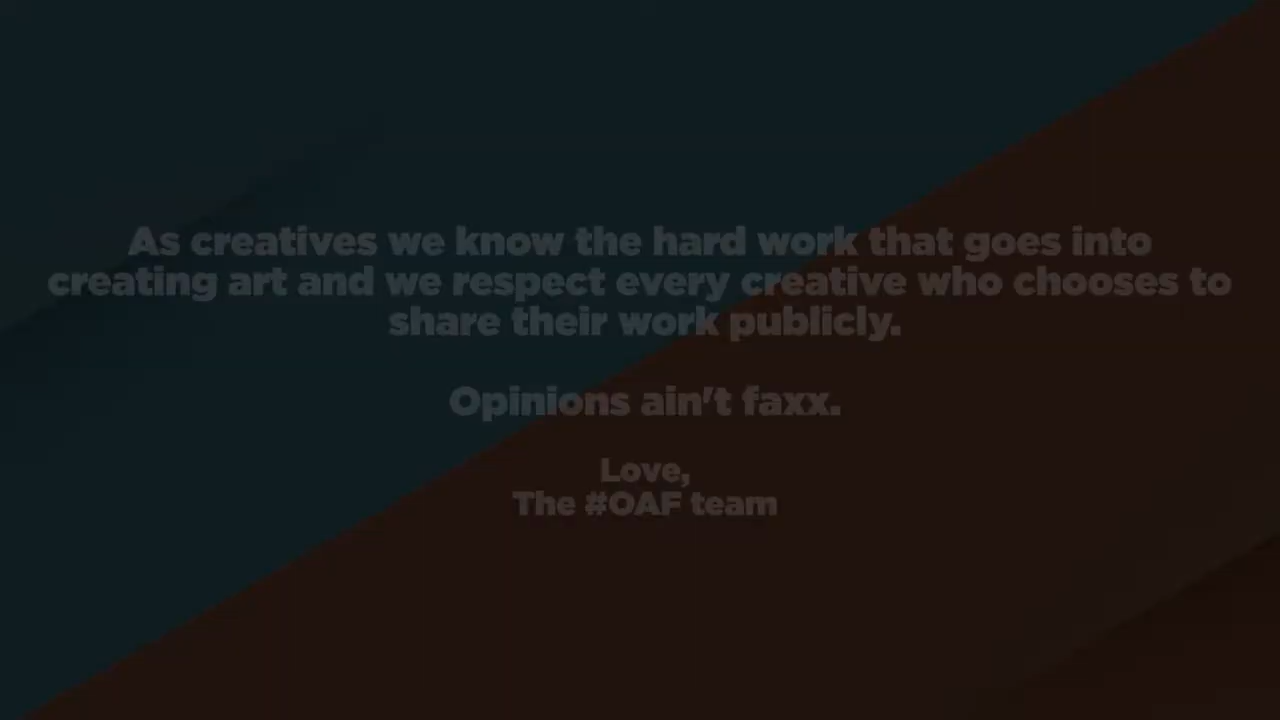 As creatives we know the hard work that goes into
creating art and we respect every creative who chooses to
share their work publicly.
Opinions ain't faxx.
Love,
The #OAF team